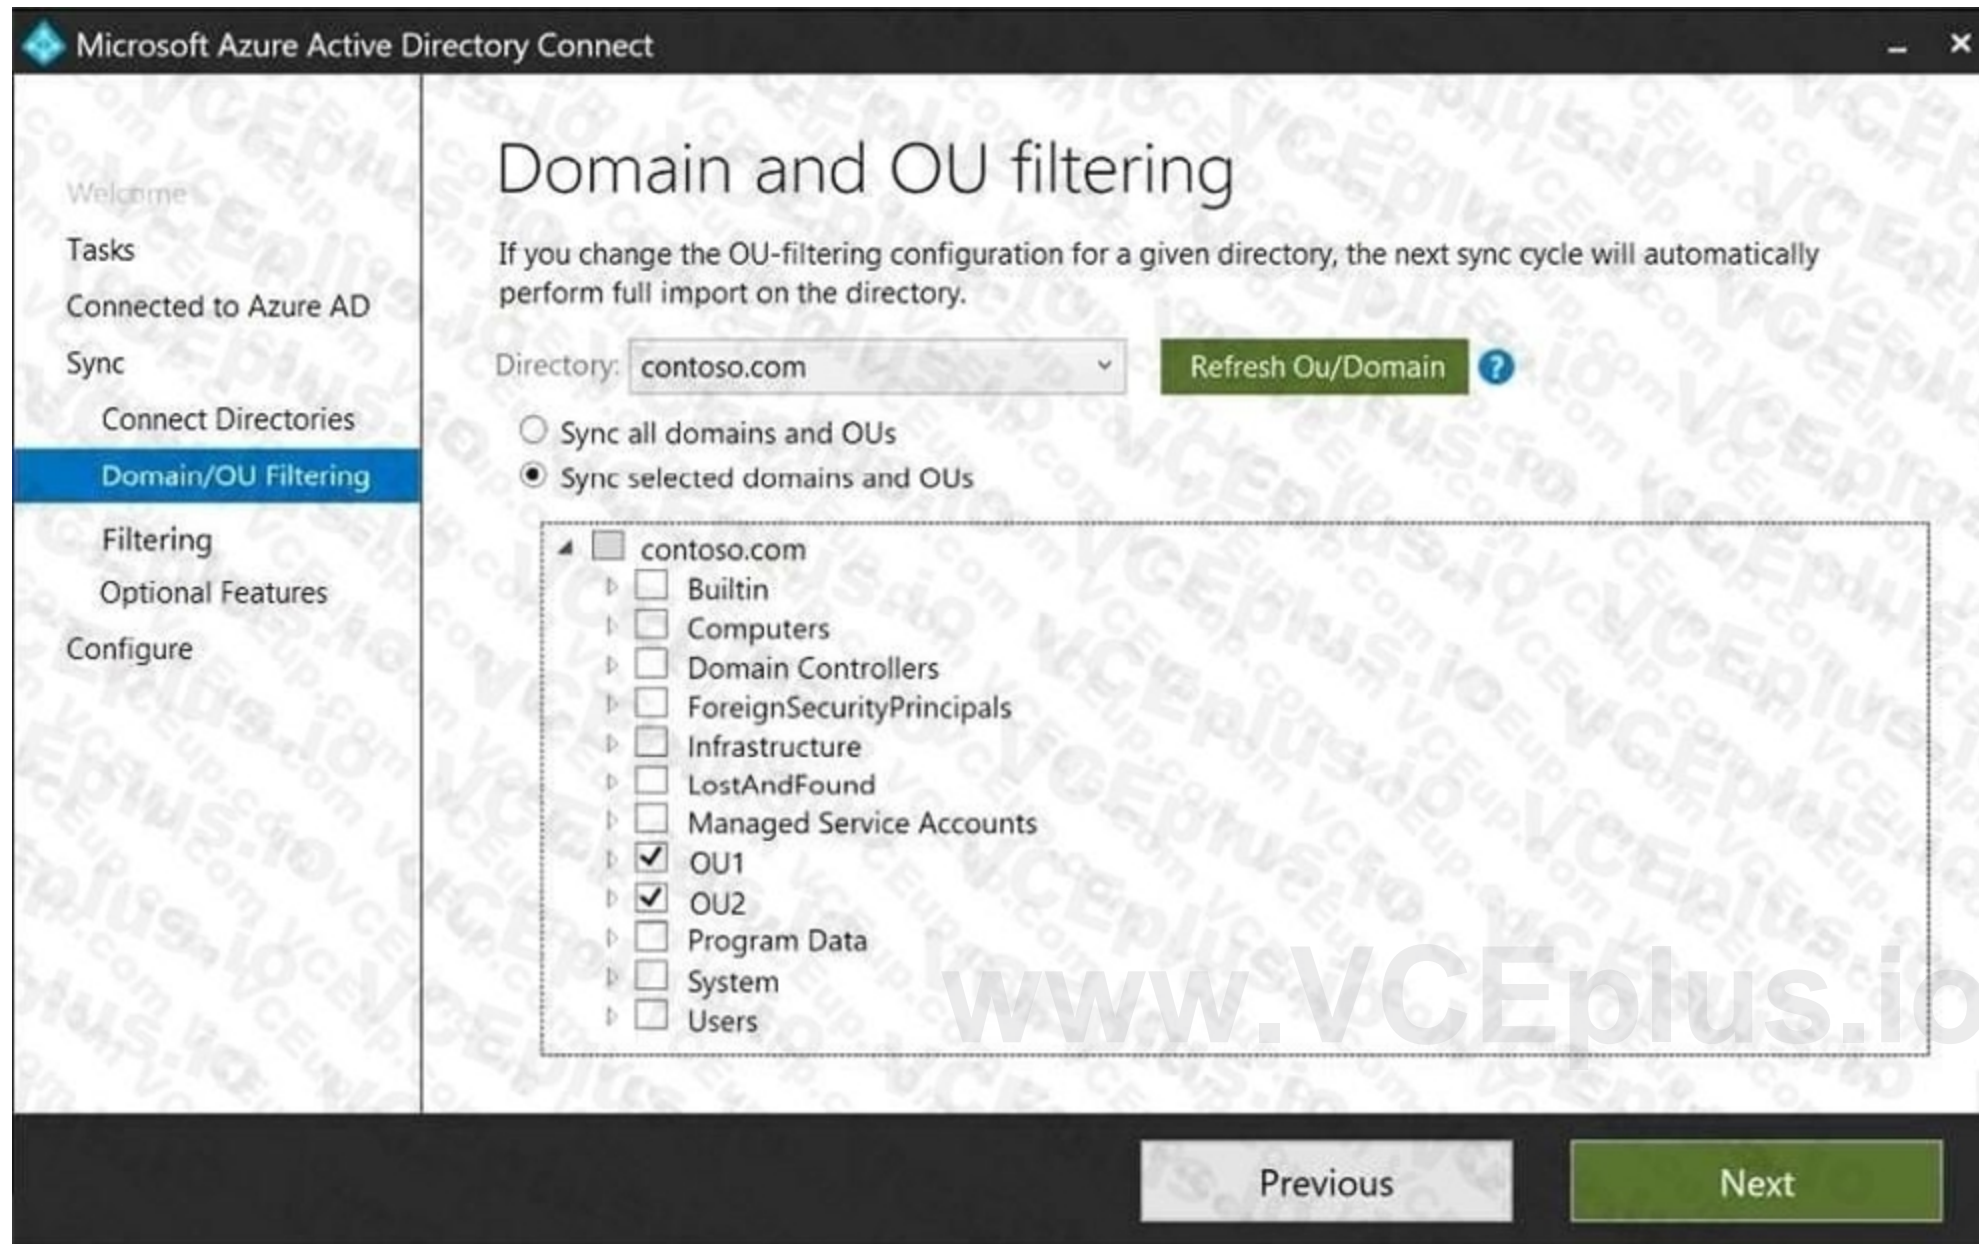 Microsoft Azure Active Directory Connect
Welcome
Tasks
Connected to Azure AD
Sync
Connect Directories
Domain/OU Filtering
Filtering
Optional Features
Configure
Domain and OU filtering
If you change the OU-filtering configuration for a given directory, the next sync cycle will automatically
perform full import on the directory.
Directory: contoso.com Refresh Ou/Domain ?
Sync all domains and OUs
Sync selected domains and OUs
contoso.com
Builtin
Computers
Domain Controllers
ForeignSecurityPrincipals
Infrastructure
LostAndFound
Managed Service Accounts
OU1
OU2
Program Data
System
Users
www.VCEplus.io
Previous Next